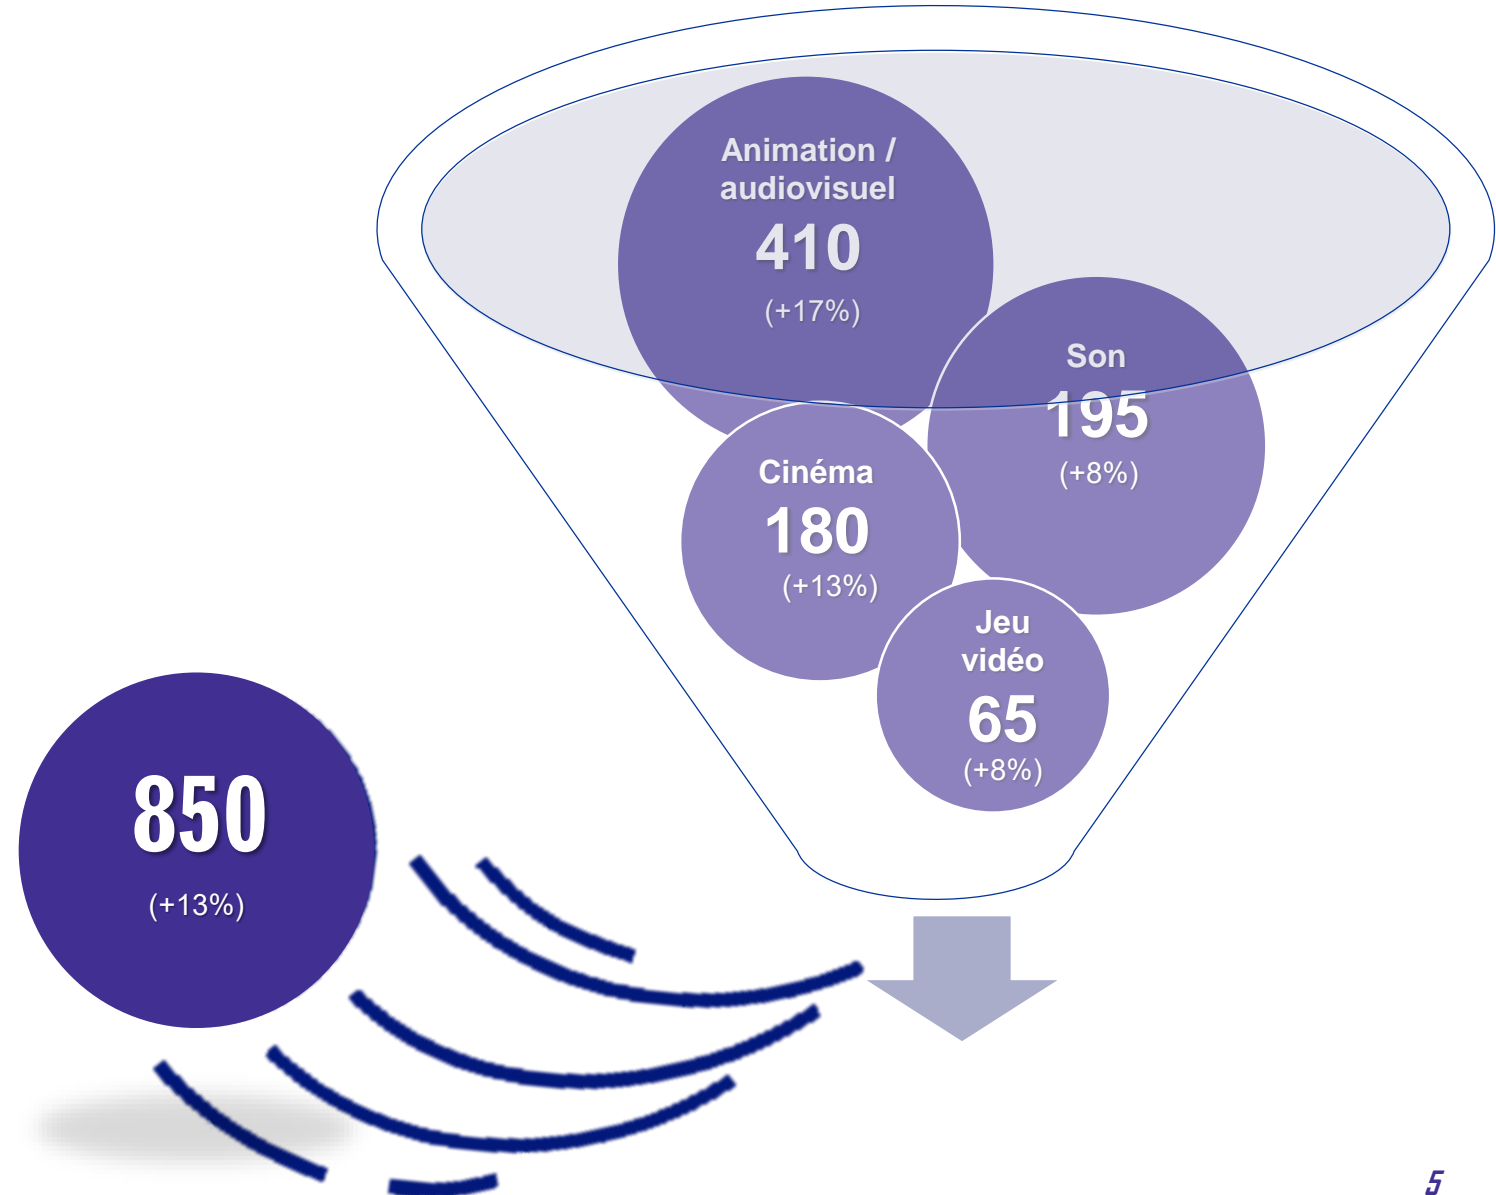 Animation /
audiovisuel
410
(+17%)
Son
195
(+8%)
Cinéma
180
(+13%)
Jeu
vidéo
65
(+8%)
850
(+13%)
5